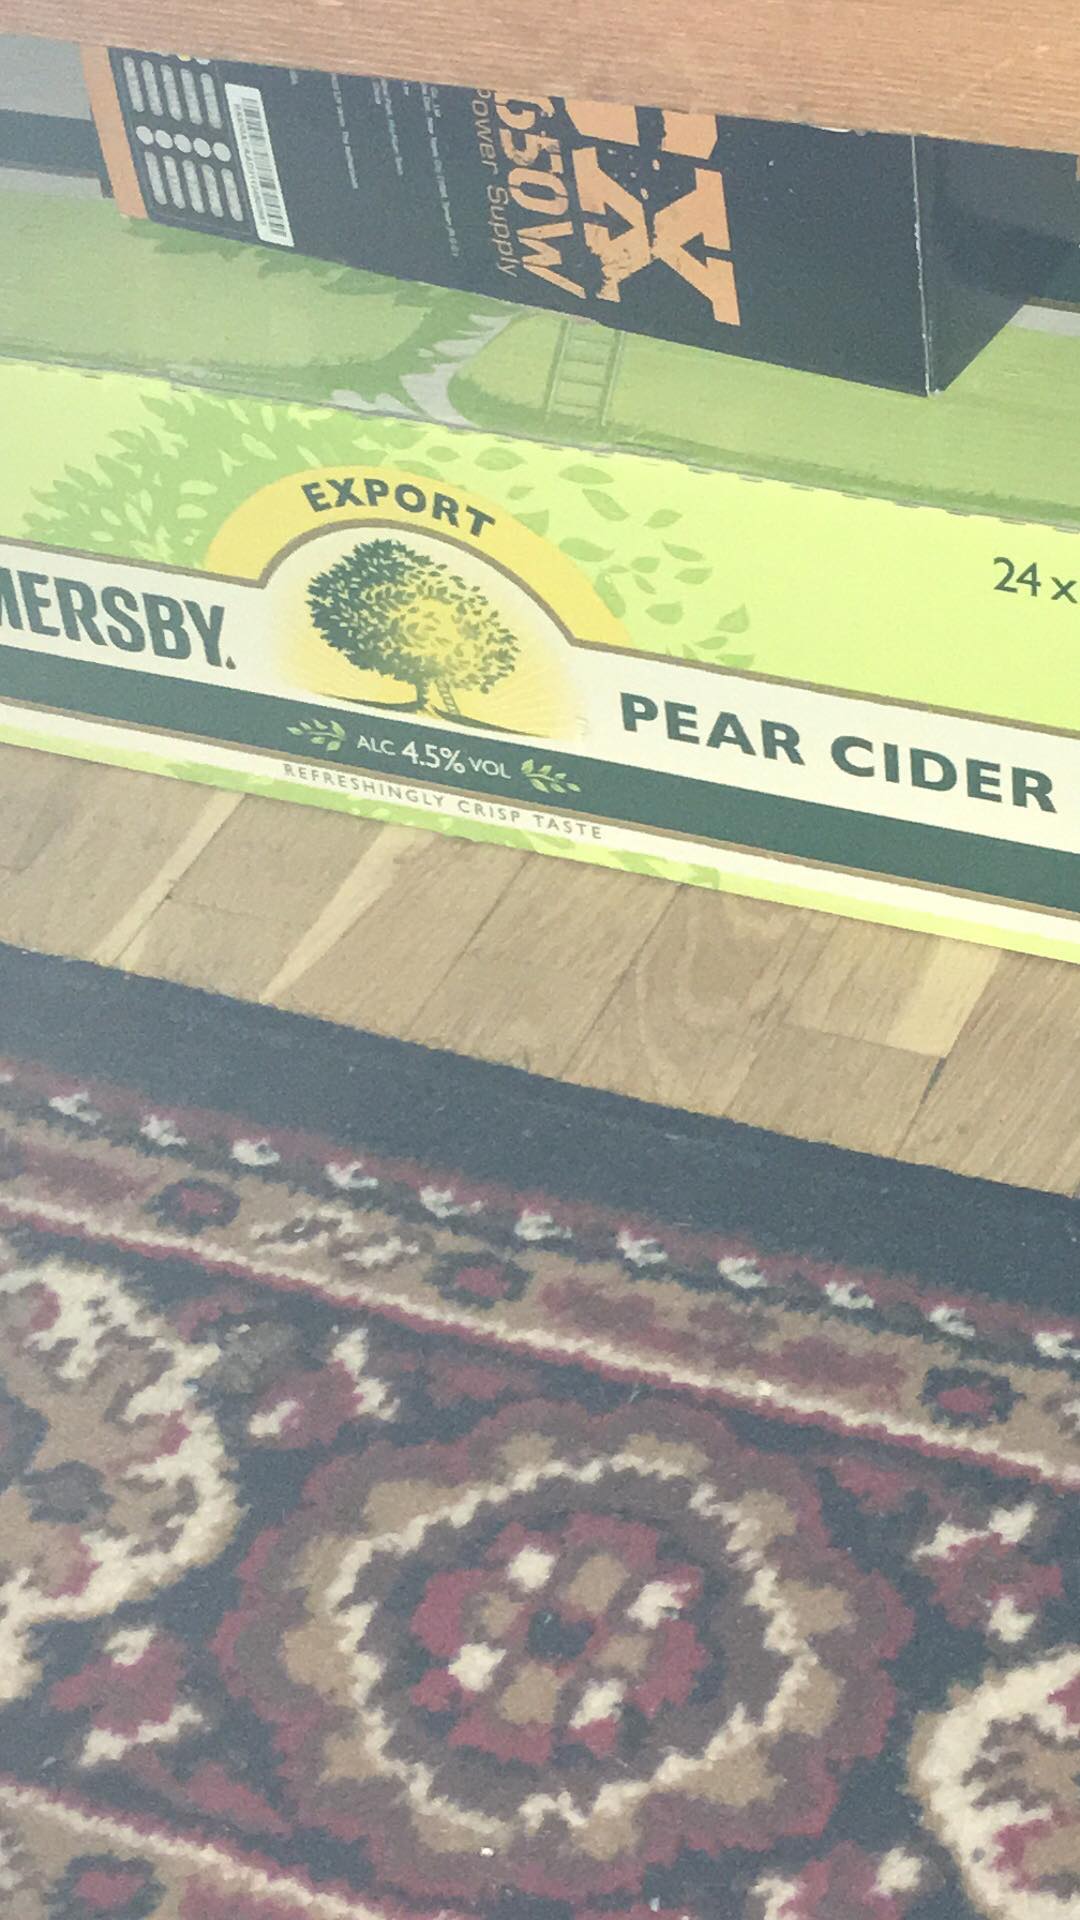 650W
Power Supply
EXPORT
MERSBY.
24 x
PEAR CIDER
ALC 4.5% VOL
REFRESHINGLY CRISP TASTE